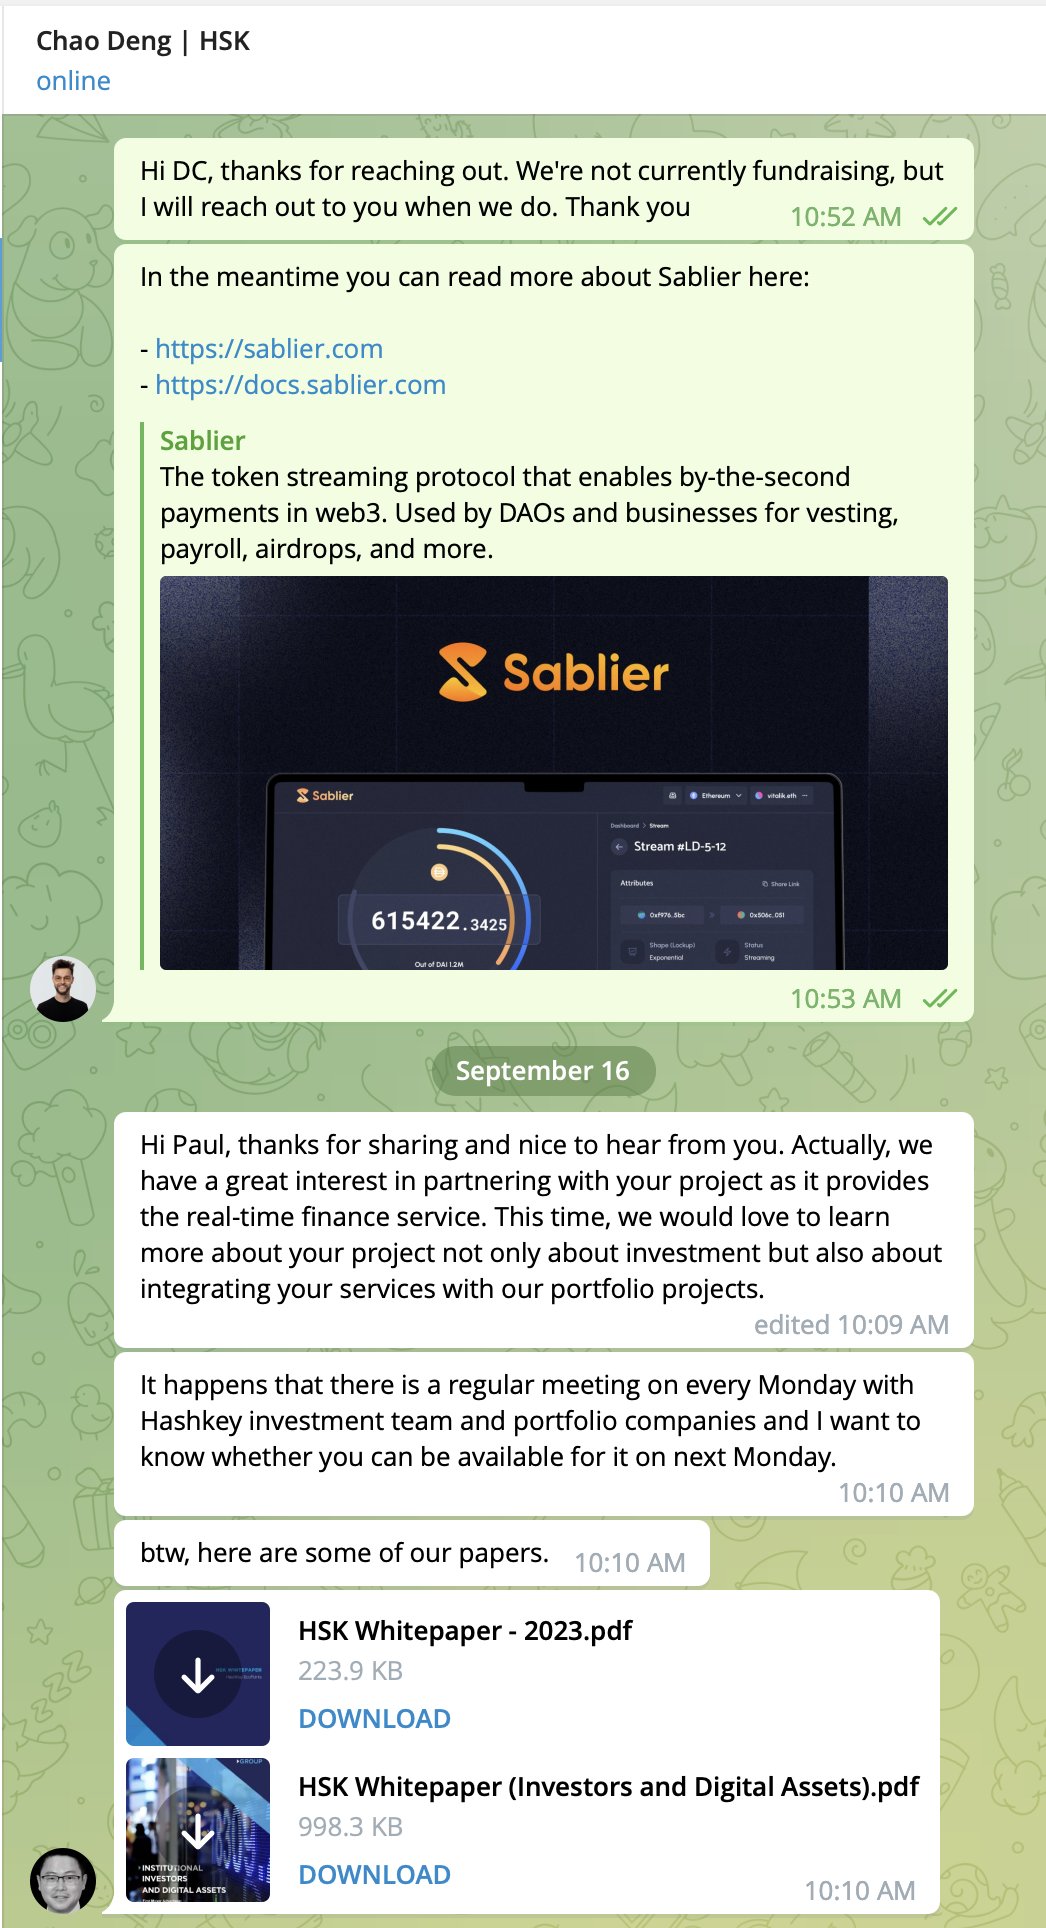 Chao Deng | HSK
online
Hi DC, thanks for reaching out. We're not currently fundraising, but
I will reach out to you when we do. Thank you
10:52 AM
In the meantime you can read more about Sablier here:
- https://sablier.com
- https://docs.sablier.com
Sablier
The token streaming protocol that enables by-the-second
payments in web3. Used by DAOs and businesses for vesting,
payroll, airdrops, and more.
Sablier
Sablier
Ethereum
vitalik.eth
Dashboard > Stream
Stream #LD-5-12
Attributes
Share Link
0xf976..5bc
0x506c..051
Shape (Lockup)
Exponential
Status
Streaming
615422.3425
Out of DAI 1.2M
10:53 AM
September 16
Hi Paul, thanks for sharing and nice to hear from you. Actually, we
have a great interest in partnering with your project as it provides
the real-time finance service. This time, we would love to learn
more about your project not only about investment but also about
integrating your services with our portfolio projects.
edited 10:09 AM
It happens that there is a regular meeting on every Monday with
Hashkey investment team and portfolio companies and I want to
know whether you can be available for it on next Monday.
10:10 AM
btw, here are some of our papers.
10:10 AM
HSK WHITEPAPER
HSK Whitepaper - 2023.pdf
223.9 KB
DOWNLOAD
GROUP
INSTITUTIONAL
INVESTORS
AND DIGITAL ASSETS
HSK Whitepaper (Investors and Digital Assets).pdf
998.3 KB
DOWNLOAD
10:10 AM